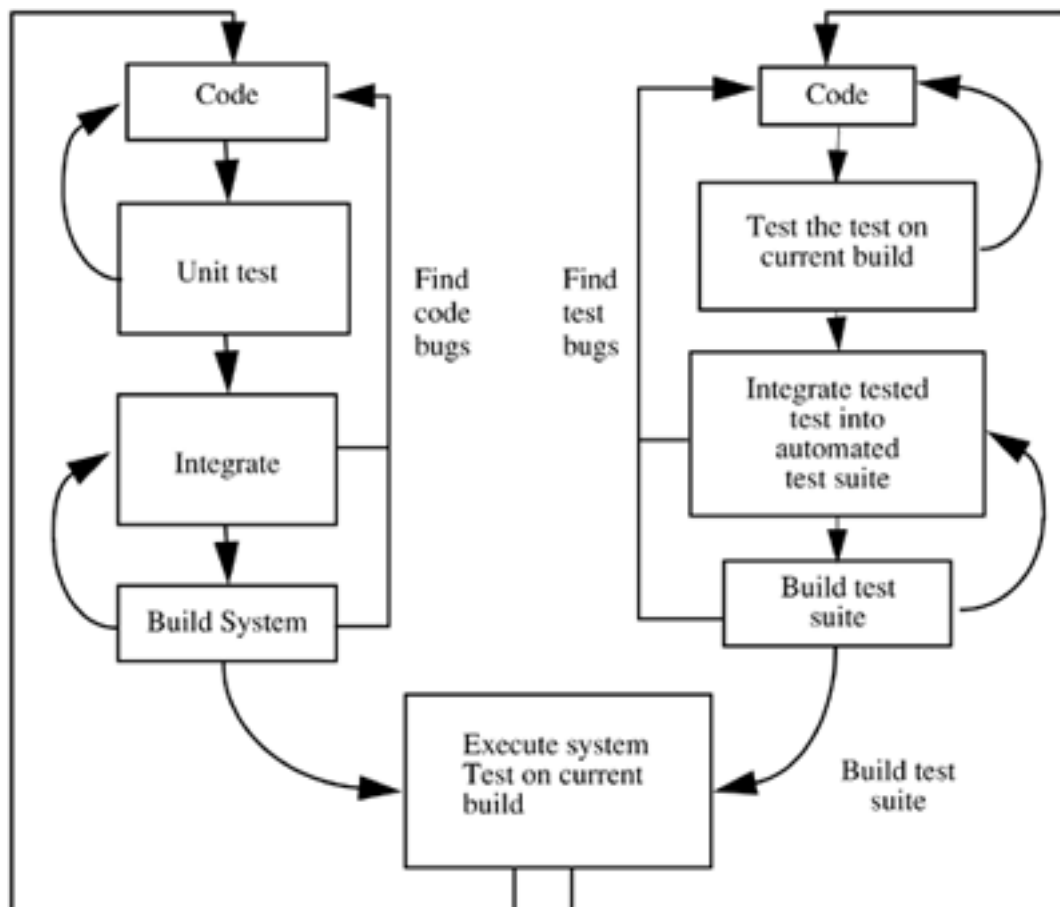 Code
Unit test
Integrate
Build System
Find
code
bugs
Find
test
bugs
Code
Test the test on
current build
Integrate tested
test into
automated
test suite
Build test
suite
Execute system
Test on current
build
Build test
suite